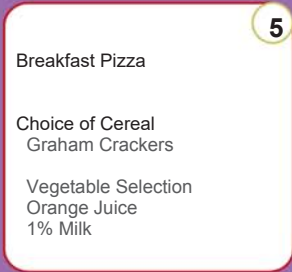 5
Breakfast Pizza
Choice of Cereal
Graham Crackers
Vegetable Selection
Orange Juice
1% Milk